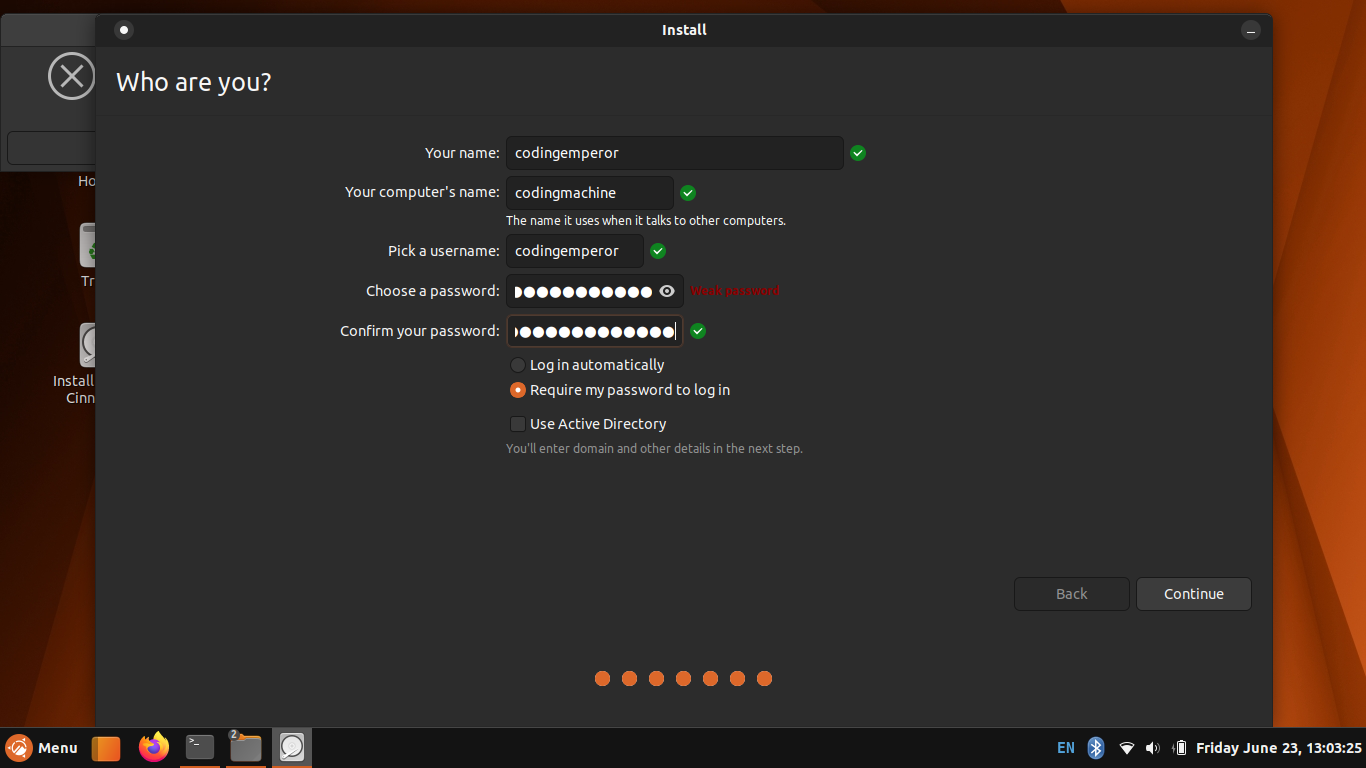 Install
Who are you?
Your name: codingemperor
Your computer's name: codingmachine
The name it uses when it talks to other computers.
Pick a username: codingemperor
Choose a password: Weak password
Confirm your password:
Log in automatically
Require my password to log in
Use Active Directory
You'll enter domain and other details in the next step.
Back Continue
Ho
Tr
Install
Cinn
Menu 2 EN Friday June 23, 13:03:25